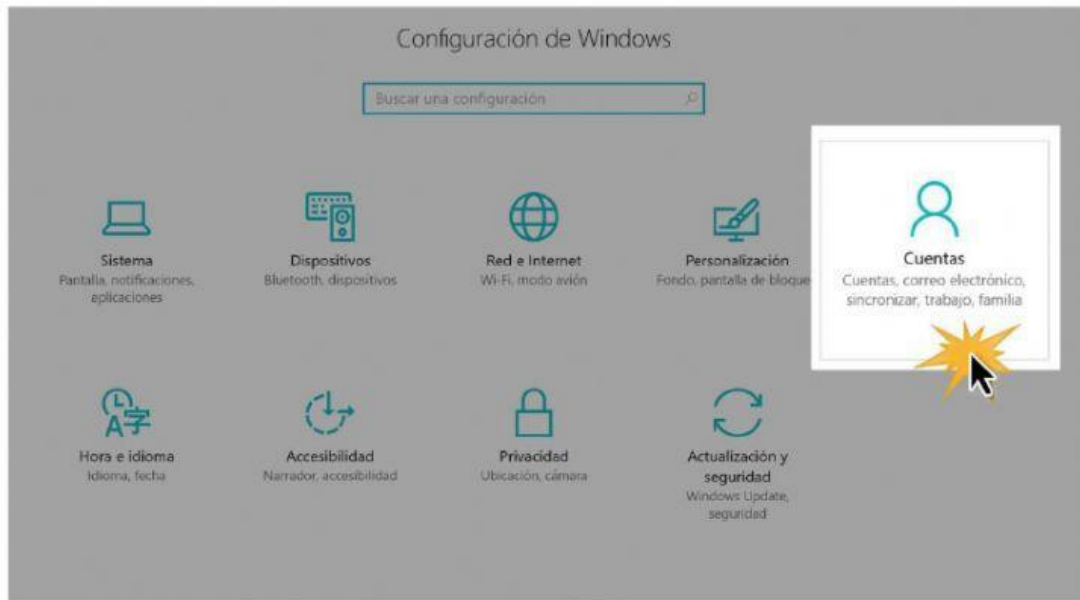 Configuración de Windows
Buscar una configuración
Sistema
Pantalla, notificaciones,
aplicaciones
Dispositivos
Bluetooth, dispositivos
Red e Internet
Wi-Fi, modo avión
Personalización
Fondo, pantalla de bloque
Cuentas
Cuentas, correo electrónico,
sincronizar, trabajo, familia
Hora e idioma
Idioma, fecha
Accesibilidad
Narrador, accesibilidad
Privacidad
Ubicación, cámara
Actualización y
seguridad
Windows Update,
seguridad